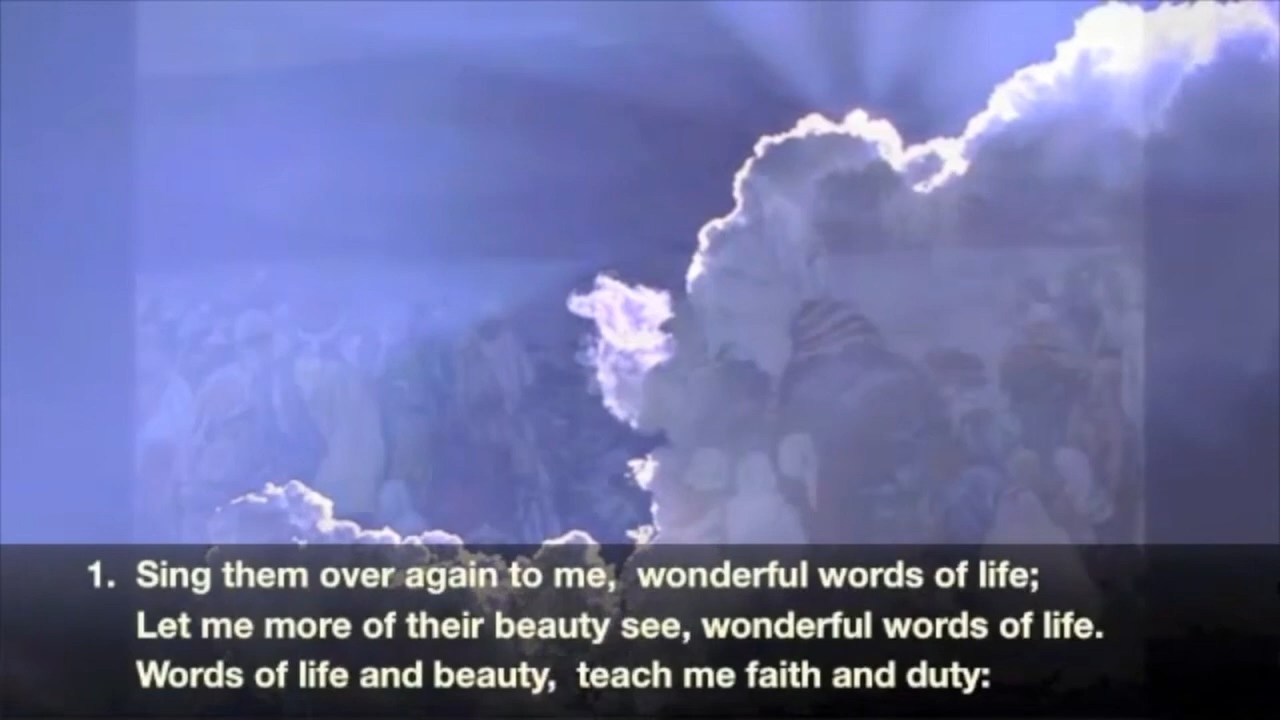 1. Sing them over again to me, wonderful words of life;
Let me more of their beauty see, wonderful words of life.
Words of life and beauty, teach me faith and duty: